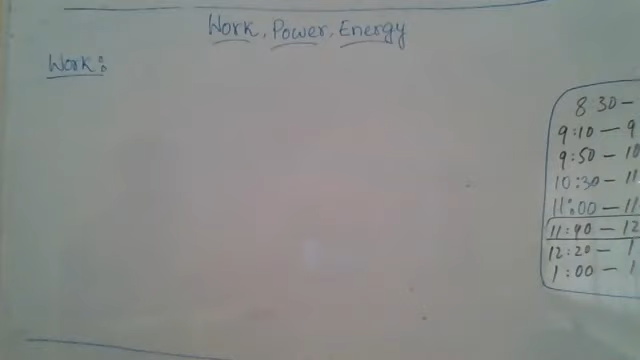 Work, Power, Energy
Work:
8 30 -
9:10 - 9
9:50 - 10
10:30 - 11
11:00 - 11
11:40 - 12
12:20 - 1
1:00 - 1